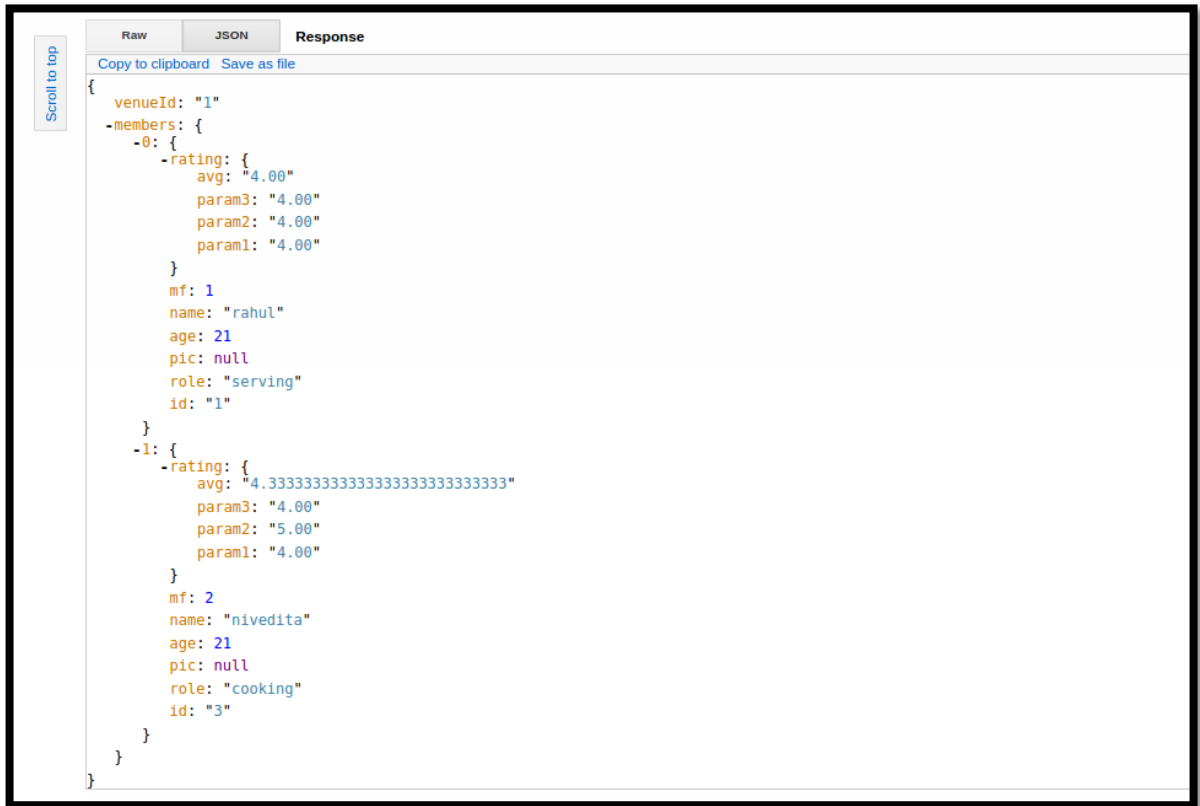 Scroll to top
Raw JSON Response
Copy to clipboard Save as file
{
venueId: "1"
-members: {
-0: {
-rating: {
avg: "4.00"
param3: "4.00"
param2: "4.00"
param1: "4.00"
}
mf: 1
name: "rahul"
age: 21
pic: null
role: "serving"
id: "1"
}
-1: {
-rating: {
avg: "4.333333333333333333333333333"
param3: "4.00"
param2: "5.00"
param1: "4.00"
}
mf: 2
name: "nivedita"
age: 21
pic: null
role: "cooking"
id: "3"
}
}
}